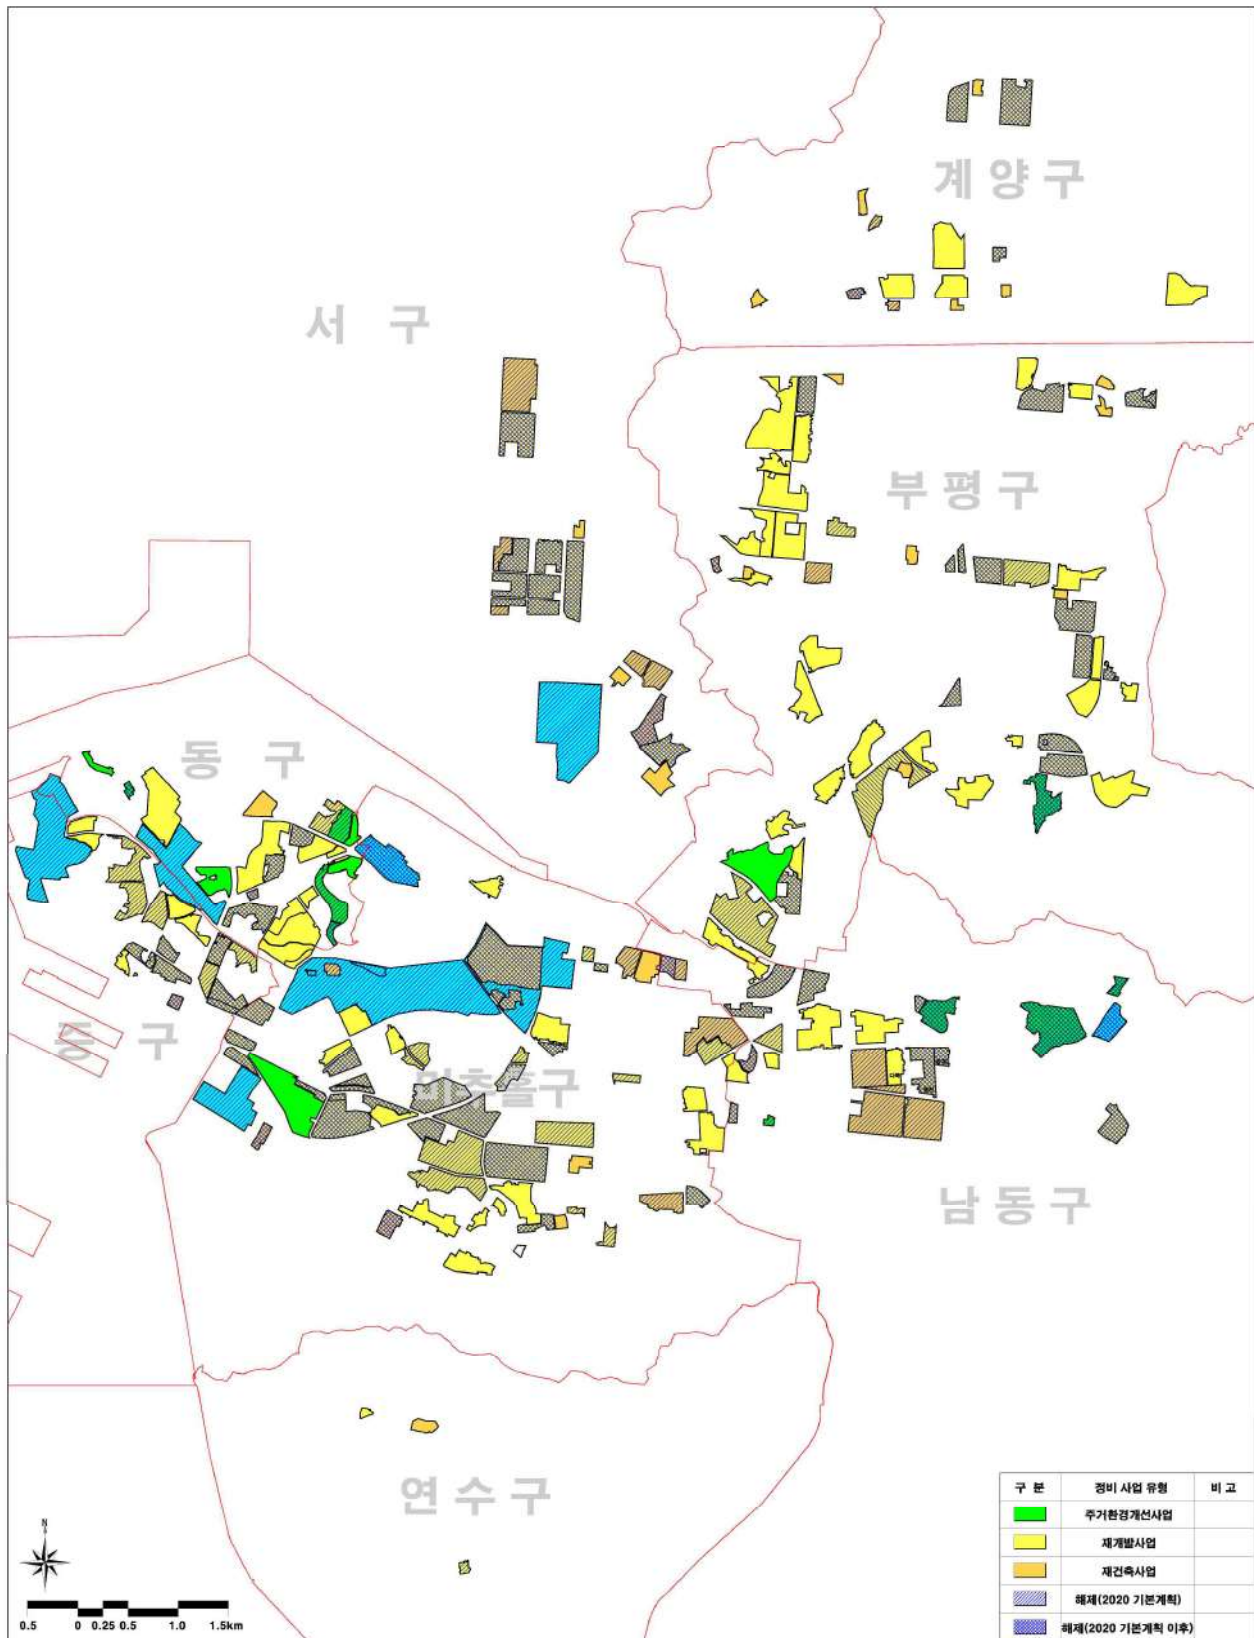 계양구
서 구
부평구
동 구
중 구
미추홀구
남동구
연수구
구 분 정비 사업 유형 비 고
주거환경개선사업
재개발사업
재건축사업
해제(2020 기본계획)
해제(2020 기본계획 이후)
N
0.5 0 0.25 0.5 1.0 1.5km